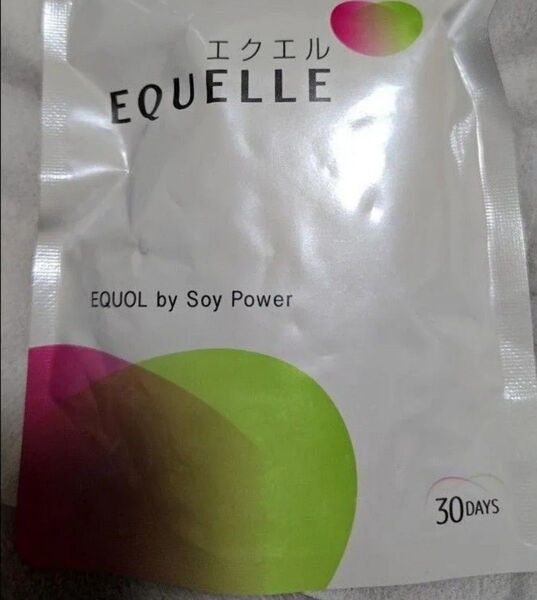 エクエル
EQUELLE
EQUOL by Soy Power
30DAYS